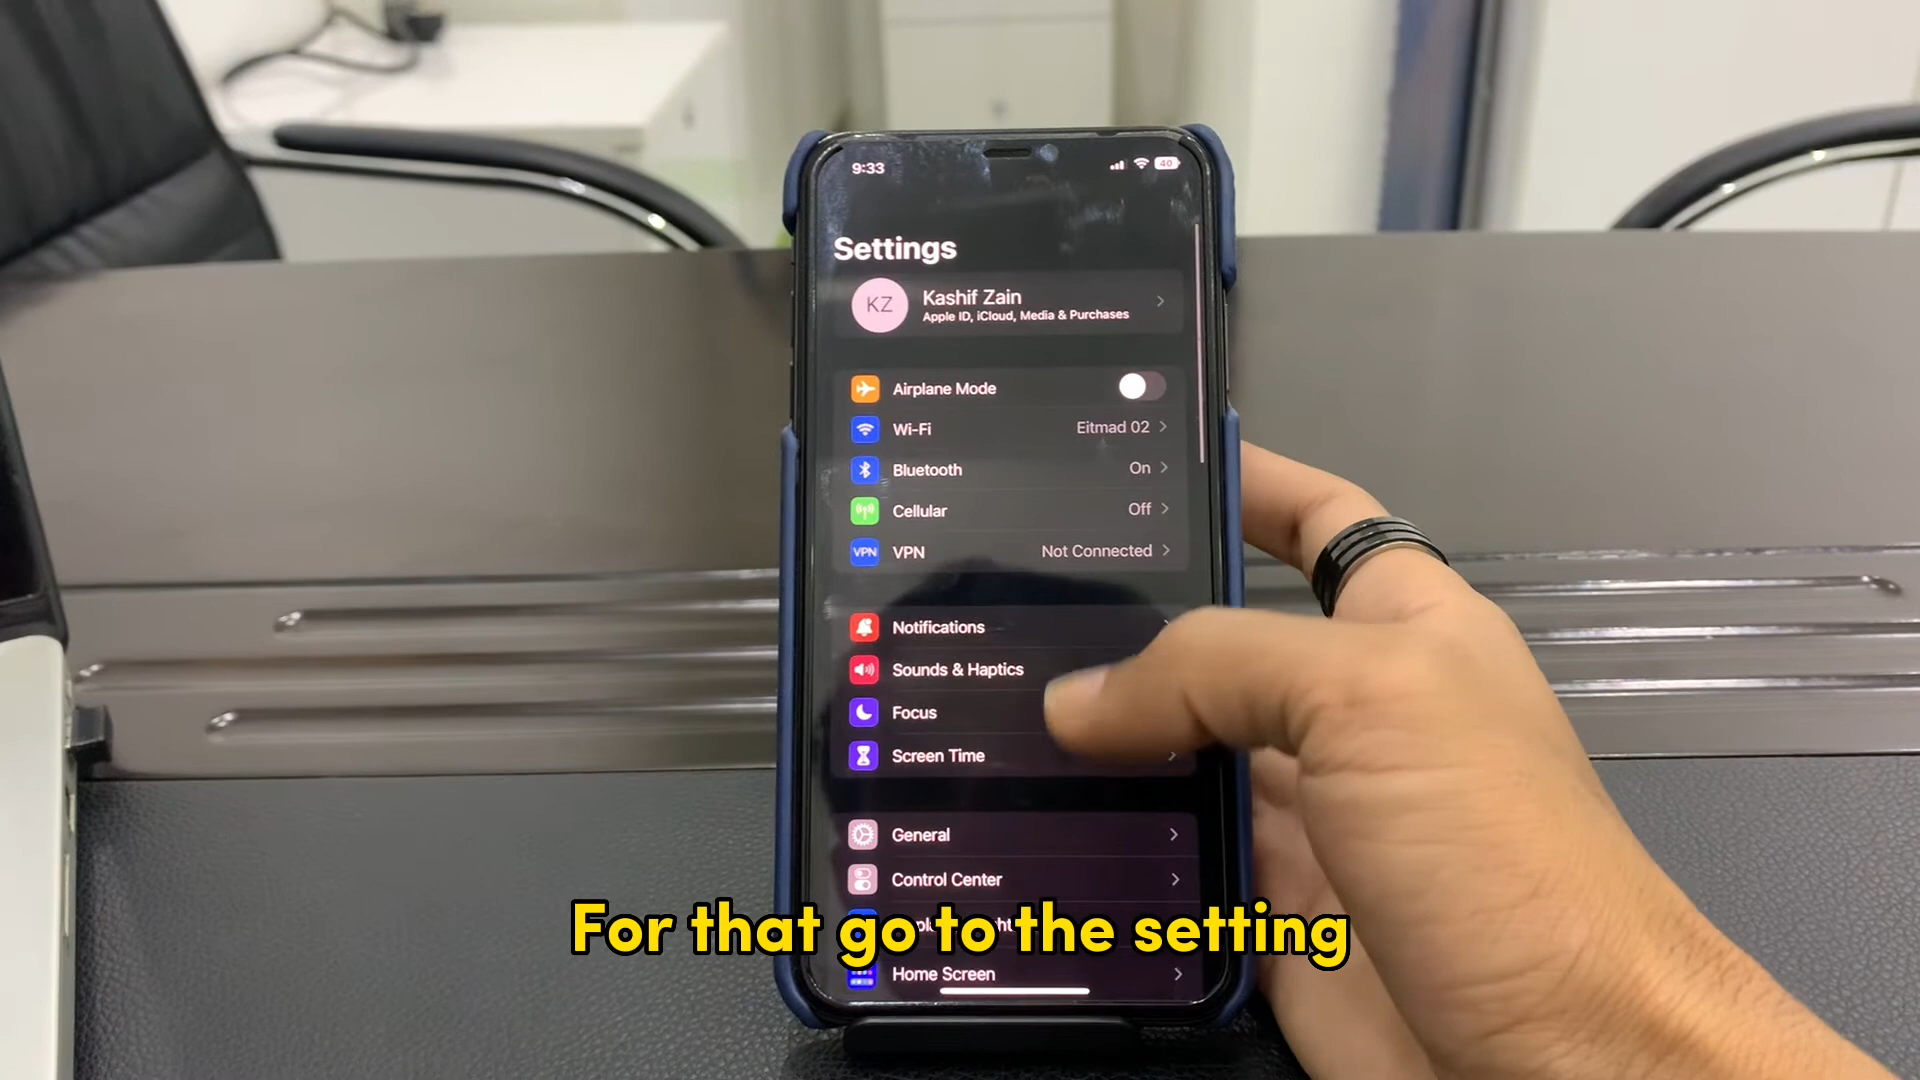 9:33
40
Settings
KZ
Kashif Zain
Apple ID, iCloud, Media & Purchases
Airplane Mode
Wi-Fi Eitmad 02
Bluetooth On
Cellular Off
VPN VPN Not Connected
Notifications
Sounds & Haptics
Focus
Screen Time
General
Control Center
For that go to the setting
Home Screen